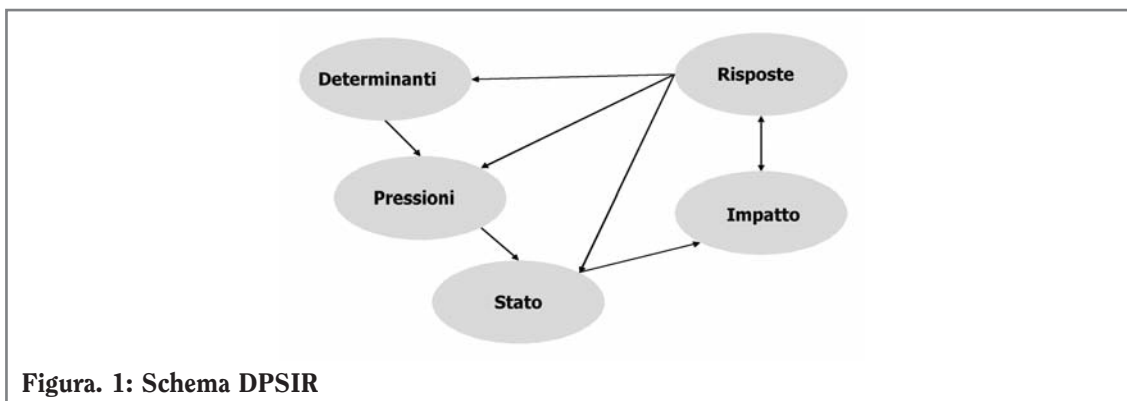 Determinanti
Risposte
Pressioni
Impatto
Stato
Figura. 1: Schema DPSIR